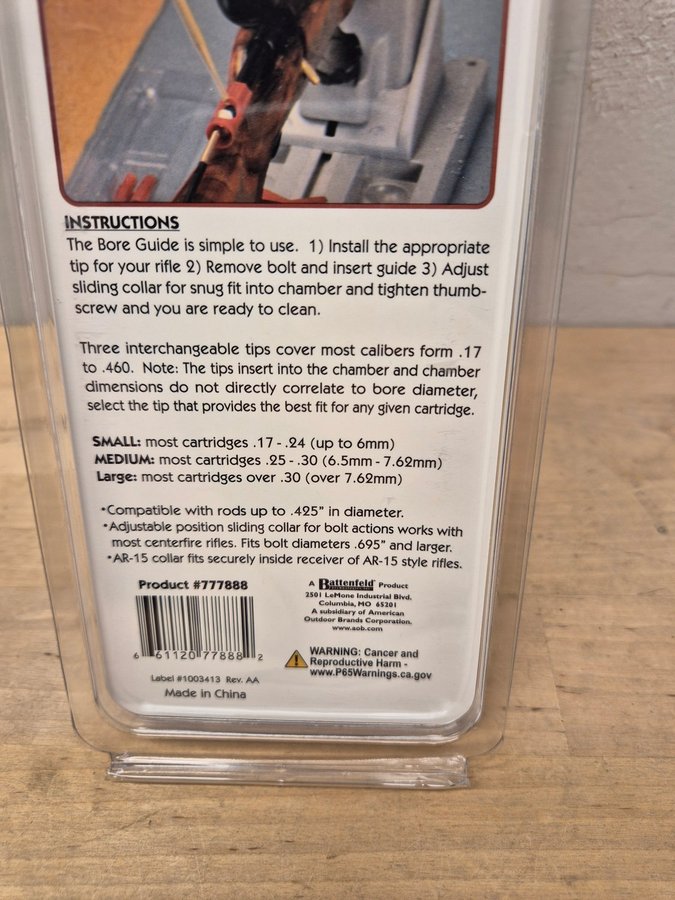 INSTRUCTIONS
The Bore Guide is simple to use. 1) Install the appropriate
tip for your rifle 2) Remove bolt and insert guide 3) Adjust
sliding collar for snug fit into chamber and tighten thumb-
screw and you are ready to clean.
Three interchangeable tips cover most calibers form .17
to .460. Note: The tips insert into the chamber and chamber
dimensions do not directly correlate to bore diameter,
select the tip that provides the best fit for any given cartridge.
SMALL: most cartridges .17 - .24 (up to 6mm)
MEDIUM: most cartridges .25 - .30 (6.5mm - 7.62mm)
Large: most cartridges over .30 (over 7.62mm)
•Compatible with rods up to .425" in diameter.
•Adjustable position sliding collar for bolt actions works with
most centerfire rifles. Fits bolt diameters .695" and larger.
•AR-15 collar fits securely inside receiver of AR-15 style rifles.
Product #777888
6 61120 77888 2
Label #1003413 Rev. AA
Made in China
A Battenfeld Product
2501 LeMone Industrial Blvd.
Columbia, MO 65201
A subsidiary of American
Outdoor Brands Corporation.
www.aob.com
WARNING: Cancer and
Reproductive Harm -
www.P65Warnings.ca.gov